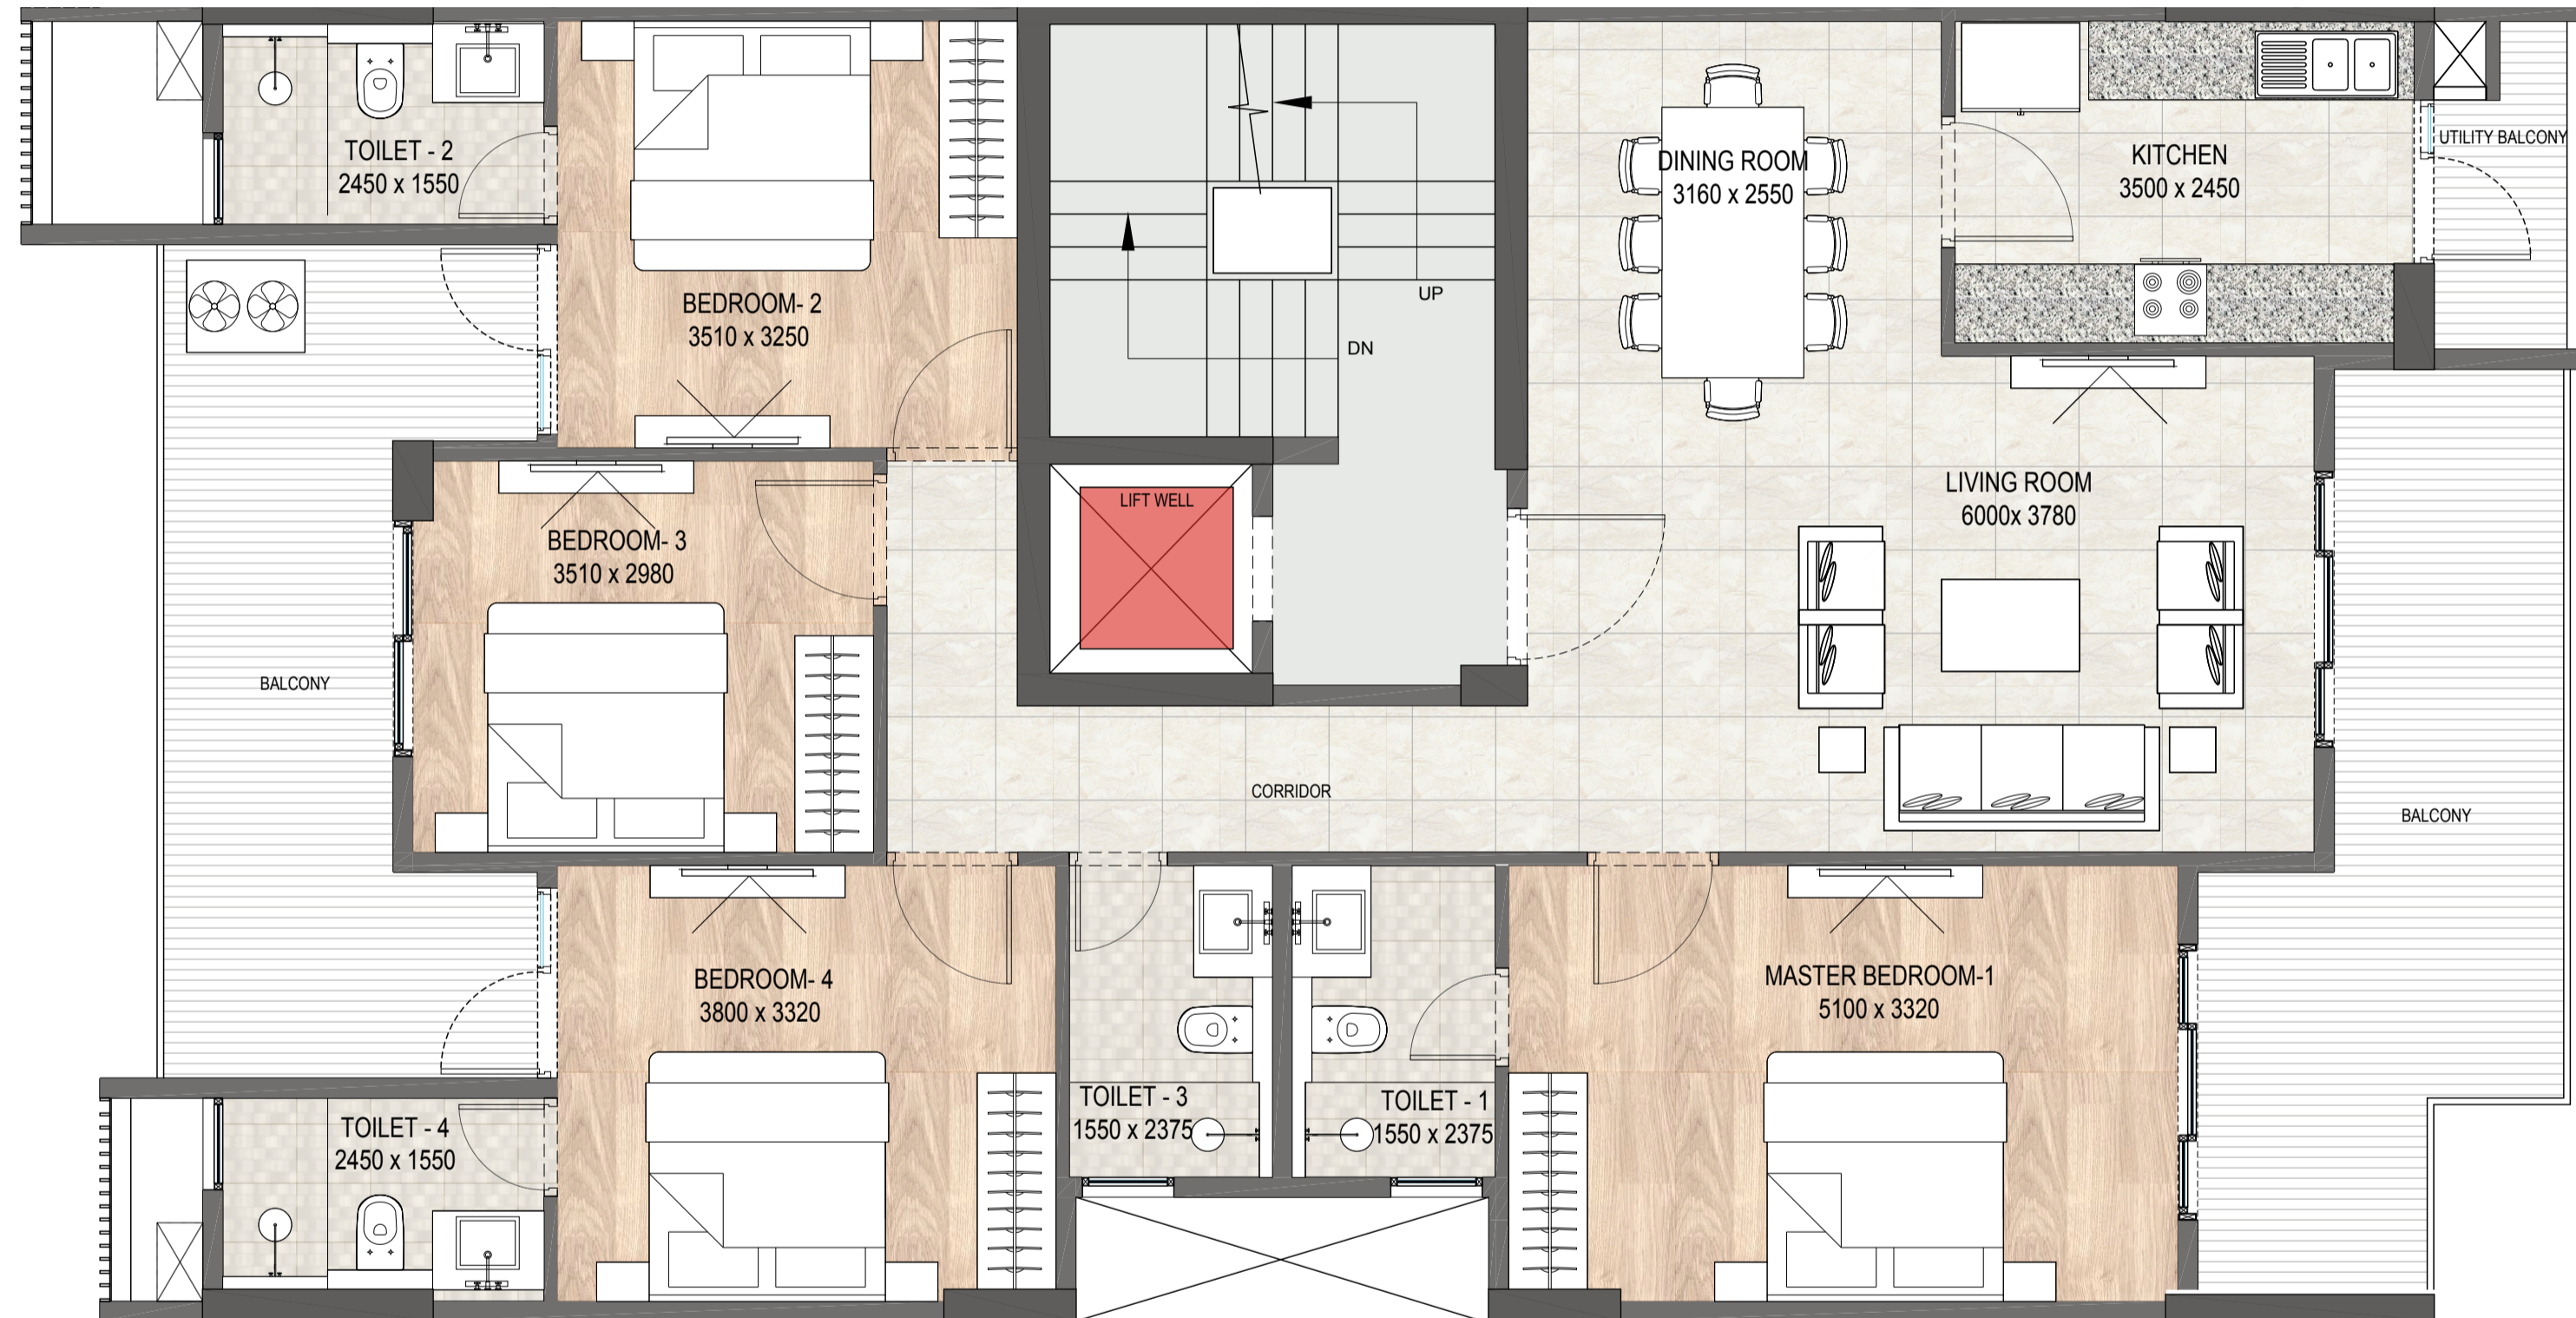 TOILET - 2
2450 x 1550
BEDROOM- 2
3510 x 3250
UP
DN
DINING ROOM
3160 x 2550
KITCHEN
3500 x 2450
UTILITY BALCONY
LIFT WELL
BEDROOM- 3
3510 x 2980
LIVING ROOM
6000x 3780
BALCONY
CORRIDOR
BALCONY
BEDROOM- 4
3800 x 3320
MASTER BEDROOM-1
5100 x 3320
TOILET - 3
1550 x 2375
TOILET - 1
1550 x 2375
TOILET - 4
2450 x 1550